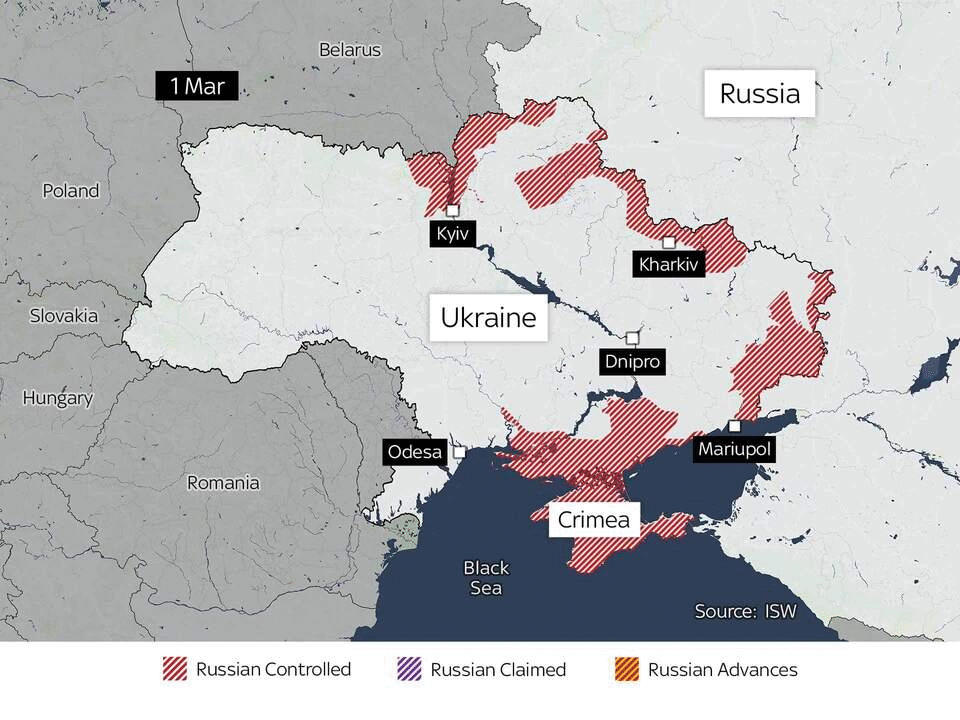 Belarus
1 Mar
Russia
Poland
Kyiv
Kharkiv
Slovakia
Ukraine
Dnipro
Hungary
Odesa
Mariupol
Romania
Crimea
Black
Sea
Source: ISW
Russian Controlled
Russian Claimed
Russian Advances